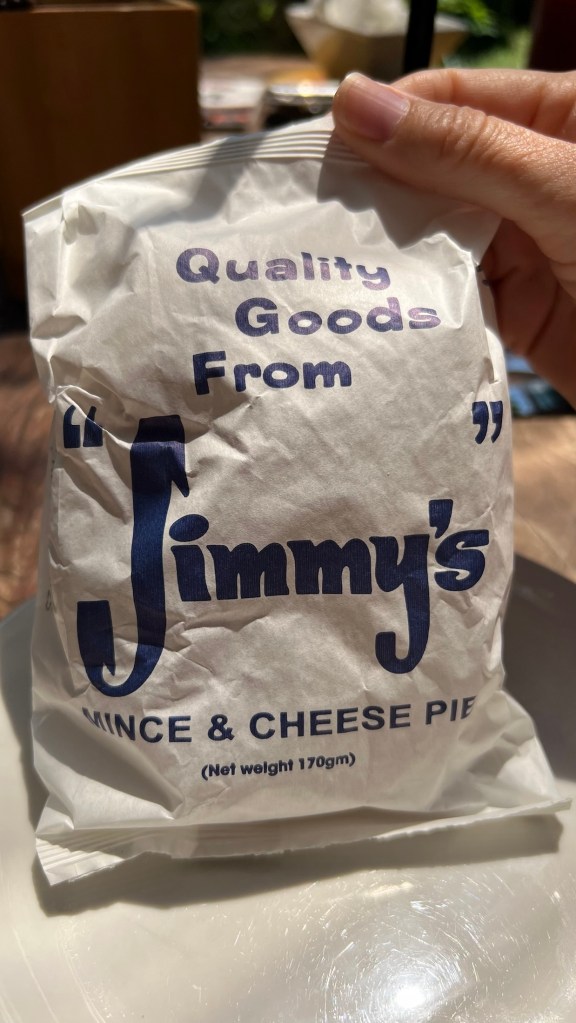 Quality
Goods
From
“Jimmy's”
MINCE & CHEESE PIE
(Net weight 170gm)